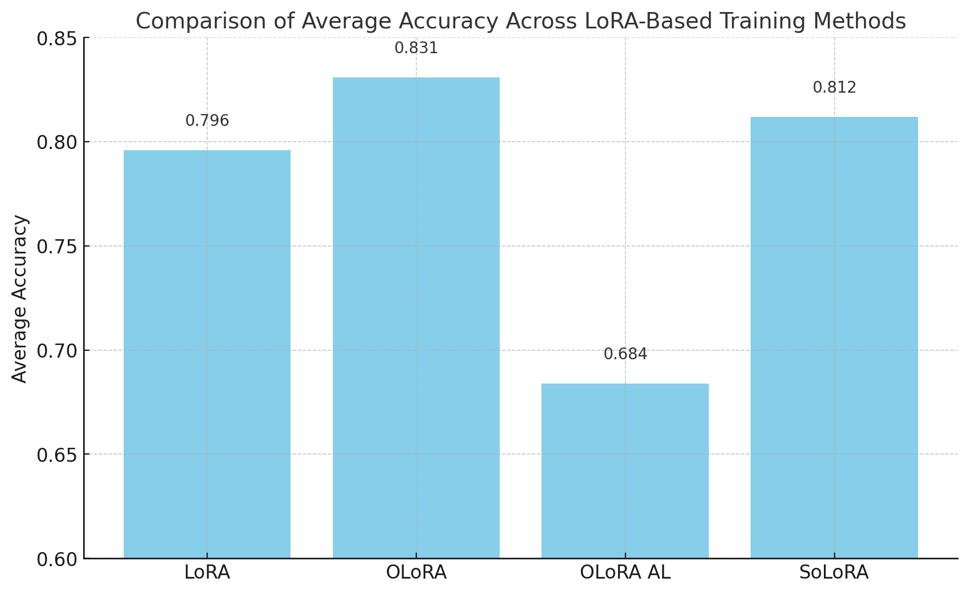 Comparison of Average Accuracy Across LoRA-Based Training Methods
0.85
0.831
0.812
0.796
0.80
0.75
Average Accuracy
0.70
0.684
0.65
0.60
LoRA
OLoRA
OLoRA AL
SoLoRA